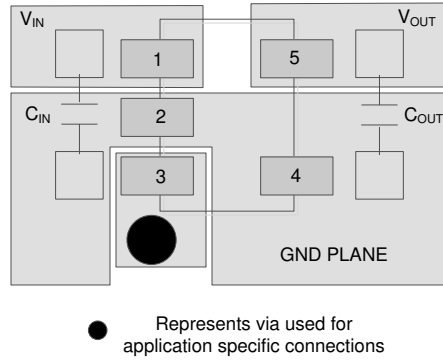 VIN
VOUT
1
5
CIN
2
COUT
3
4
GND PLANE
Represents via used for
application specific connections